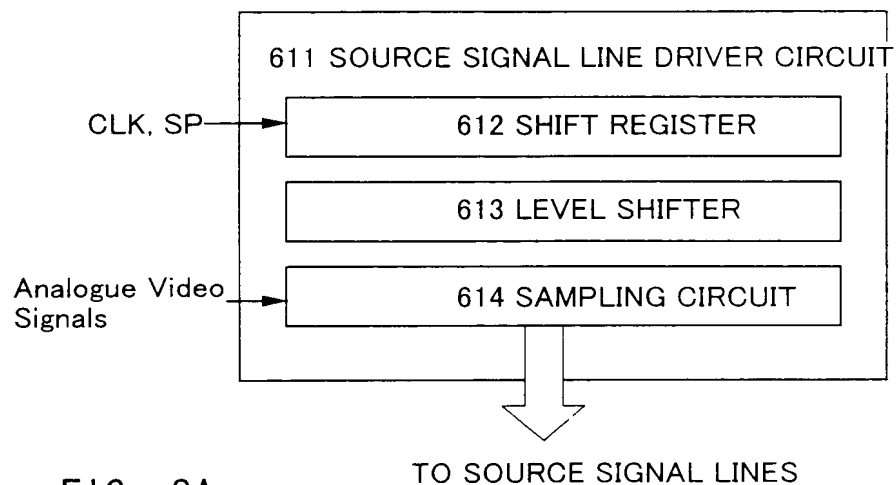 611 SOURCE SIGNAL LINE DRIVER CIRCUIT
CLK, SP
612 SHIFT REGISTER
613 LEVEL SHIFTER
Analogue Video
Signals
614 SAMPLING CIRCUIT
TO SOURCE SIGNAL LINES